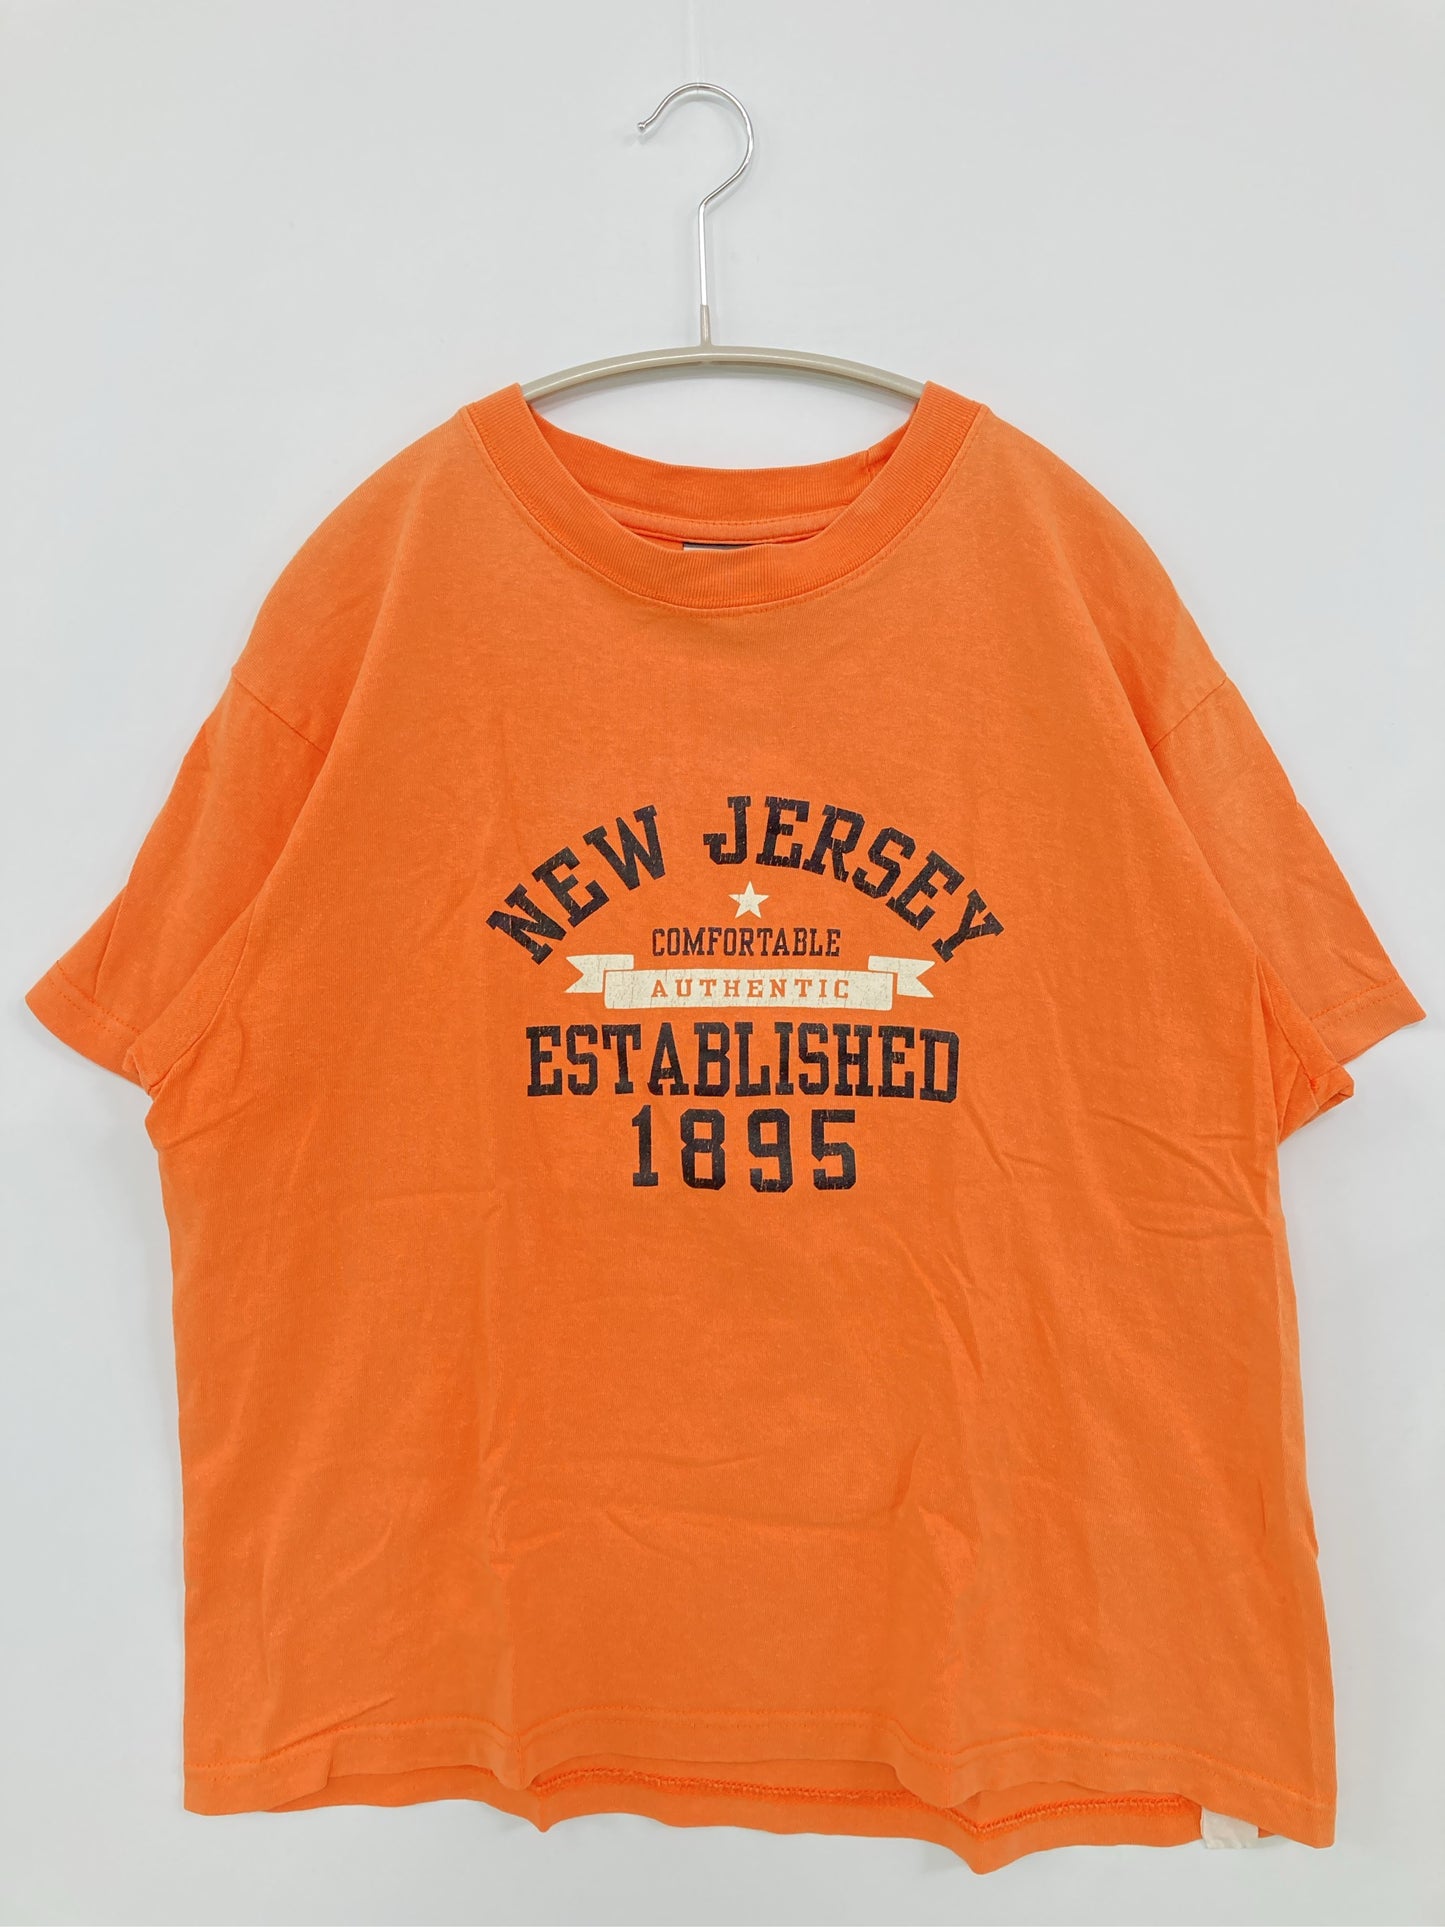 NEW JERSEY
COMFORTABLE
AUTHENTIC
ESTABLISHED
1895